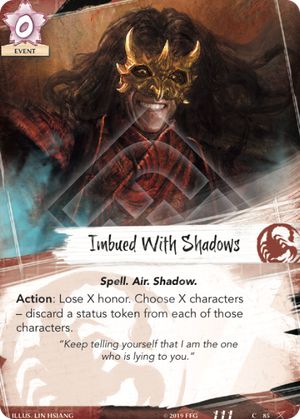 0
EVENT
Imbued With Shadows
Spell. Air. Shadow.
Action: Lose X honor. Choose X characters
– discard a status token from each of those
characters.
“Keep telling yourself that I am the one
who is lying to you.”
ILLUS. LIN HSIANG
© 2019 FFG
111
C 85